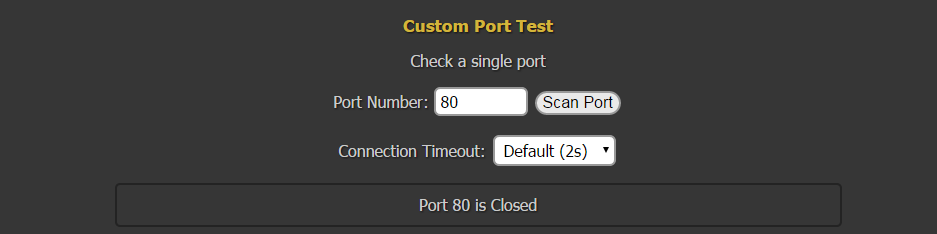 Custom Port Test
Check a single port
Port Number: 80 Scan Port
Connection Timeout: Default (2s)
Port 80 is Closed